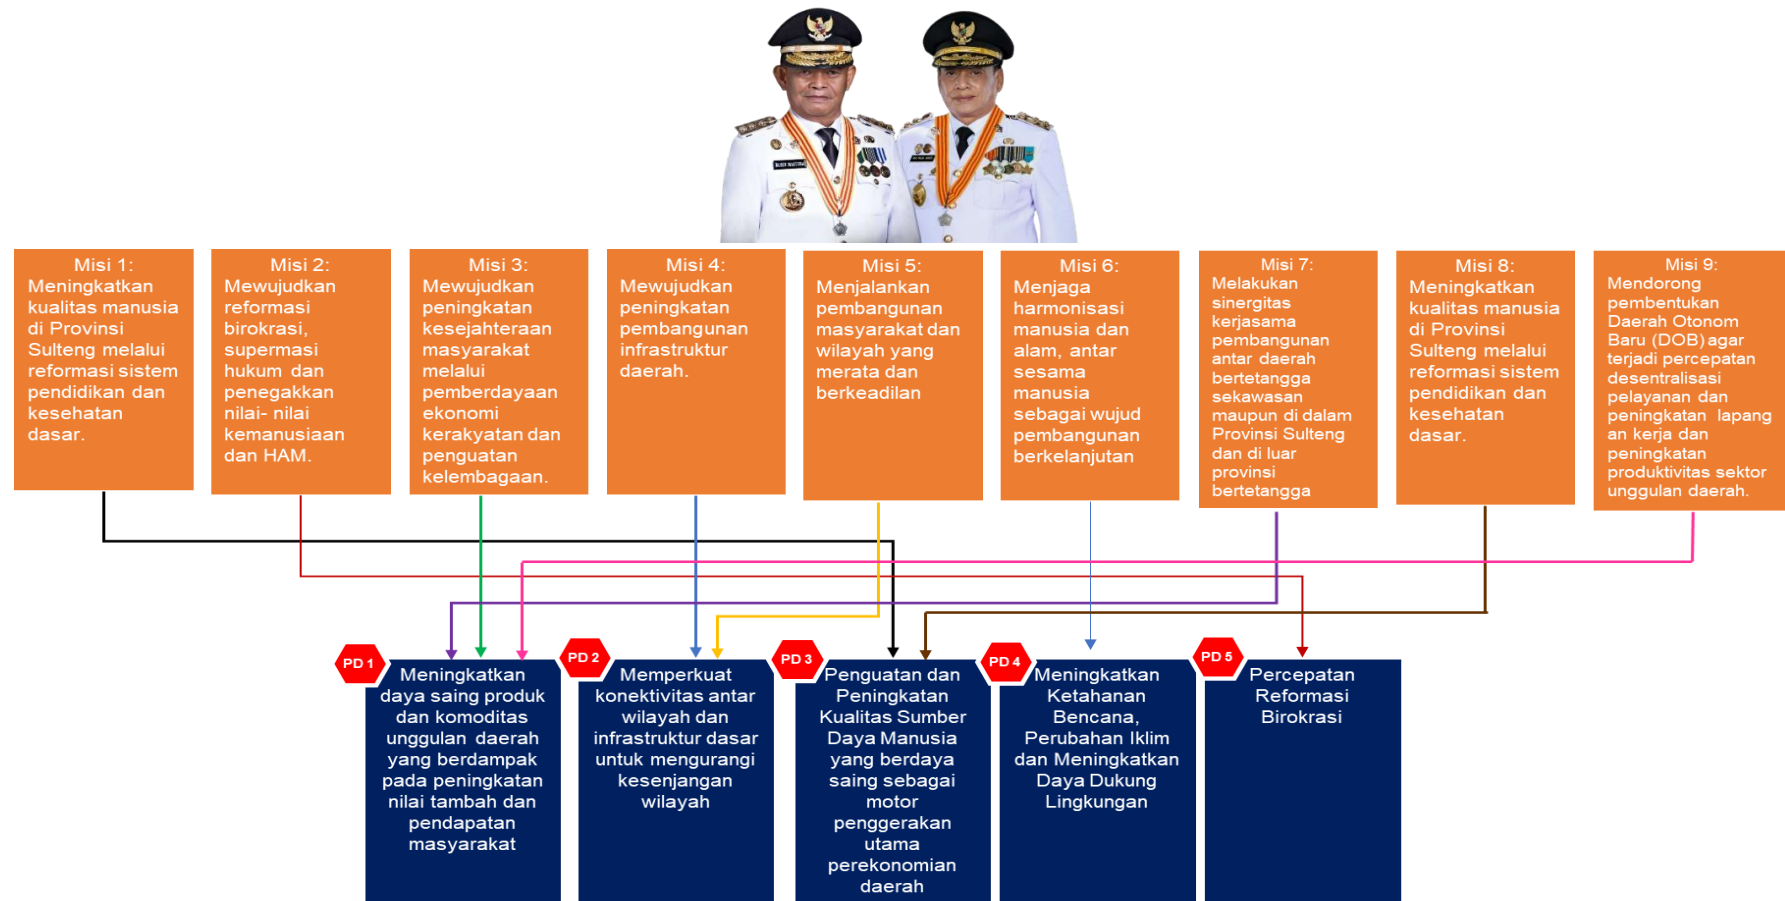 Misi 1:
Meningkatkan
kualitas manusia
di Provinsi
Sulteng melalui
reformasi sistem
pendidikan dan
kesehatan
dasar.
Misi 2:
Mewujudkan
reformasi
birokrasi,
supermasi
hukum dan
penegakkan
nilai- nilai
kemanusiaan
dan HAM.
Misi 3:
Mewujudkan
peningkatan
kesejahteraan
masyarakat
melalui
pemberdayaan
ekonomi
kerakyatan dan
penguatan
kelembagaan.
Misi 4:
Mewujudkan
peningkatan
pembangunan
infrastruktur
daerah.
Misi 5:
Menjalankan
pembangunan
masyarakat dan
wilayah yang
merata dan
berkeadilan
Misi 6:
Menjaga
harmonisasi
manusia dan
alam, antar
sesama
manusia
sebagai wujud
pembangunan
berkelanjutan
Misi 7:
Melakukan
sinergitas
kerjasama
pembangunan
antar daerah
bertetangga
sekawasan
maupun di dalam
Provinsi Sulteng
dan di luar
provinsi
bertetangga
Misi 8:
Meningkatkan
kualitas manusia
di Provinsi
Sulteng melalui
reformasi sistem
pendidikan dan
kesehatan
dasar.
Misi 9:
Mendorong
pembentukan
Daerah Otonom
Baru (DOB) agar
terjadi percepatan
desentralisasi
pelayanan dan
peningkatan lapang
an kerja dan
peningkatan
produktivitas sektor
unggulan daerah.
PD 1
Meningkatkan
daya saing produk
dan komoditas
unggulan daerah
yang berdampak
pada peningkatan
nilai tambah dan
pendapatan
masyarakat
PD 2
Memperkuat
konektivitas antar
wilayah dan
infrastruktur dasar
untuk mengurangi
kesenjangan
wilayah
PD 3
Penguatan dan
Peningkatan
Kualitas Sumber
Daya Manusia
yang berdaya
saing sebagai
motor
penggerakan
utama
perekonomian
daerah
PD 4
Meningkatkan
Ketahanan
Bencana,
Perubahan Iklim
dan Meningkatkan
Daya Dukung
Lingkungan
PD 5
Percepatan
Reformasi
Birokrasi